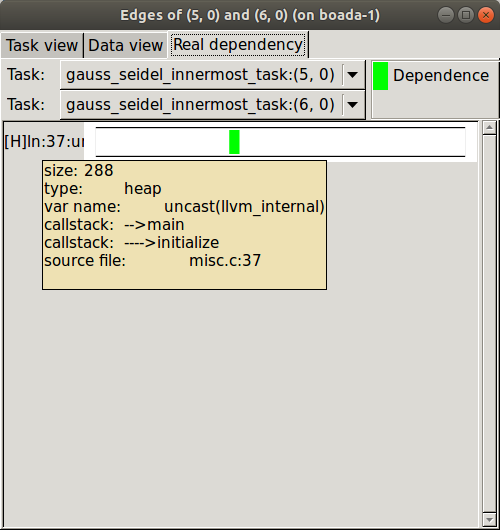 Edges of (5, 0) and (6, 0) (on boada-1)
Task view Data view Real dependency
Task: gauss_seidel_innermost_task:(5, 0)
Dependence
Task: gauss_seidel_innermost_task:(6, 0)
[H]ln:37:ur
size: 288
type: heap
var name: uncast(llvm_internal)
callstack: -->main
callstack: ---->initialize
source file: misc.c:37